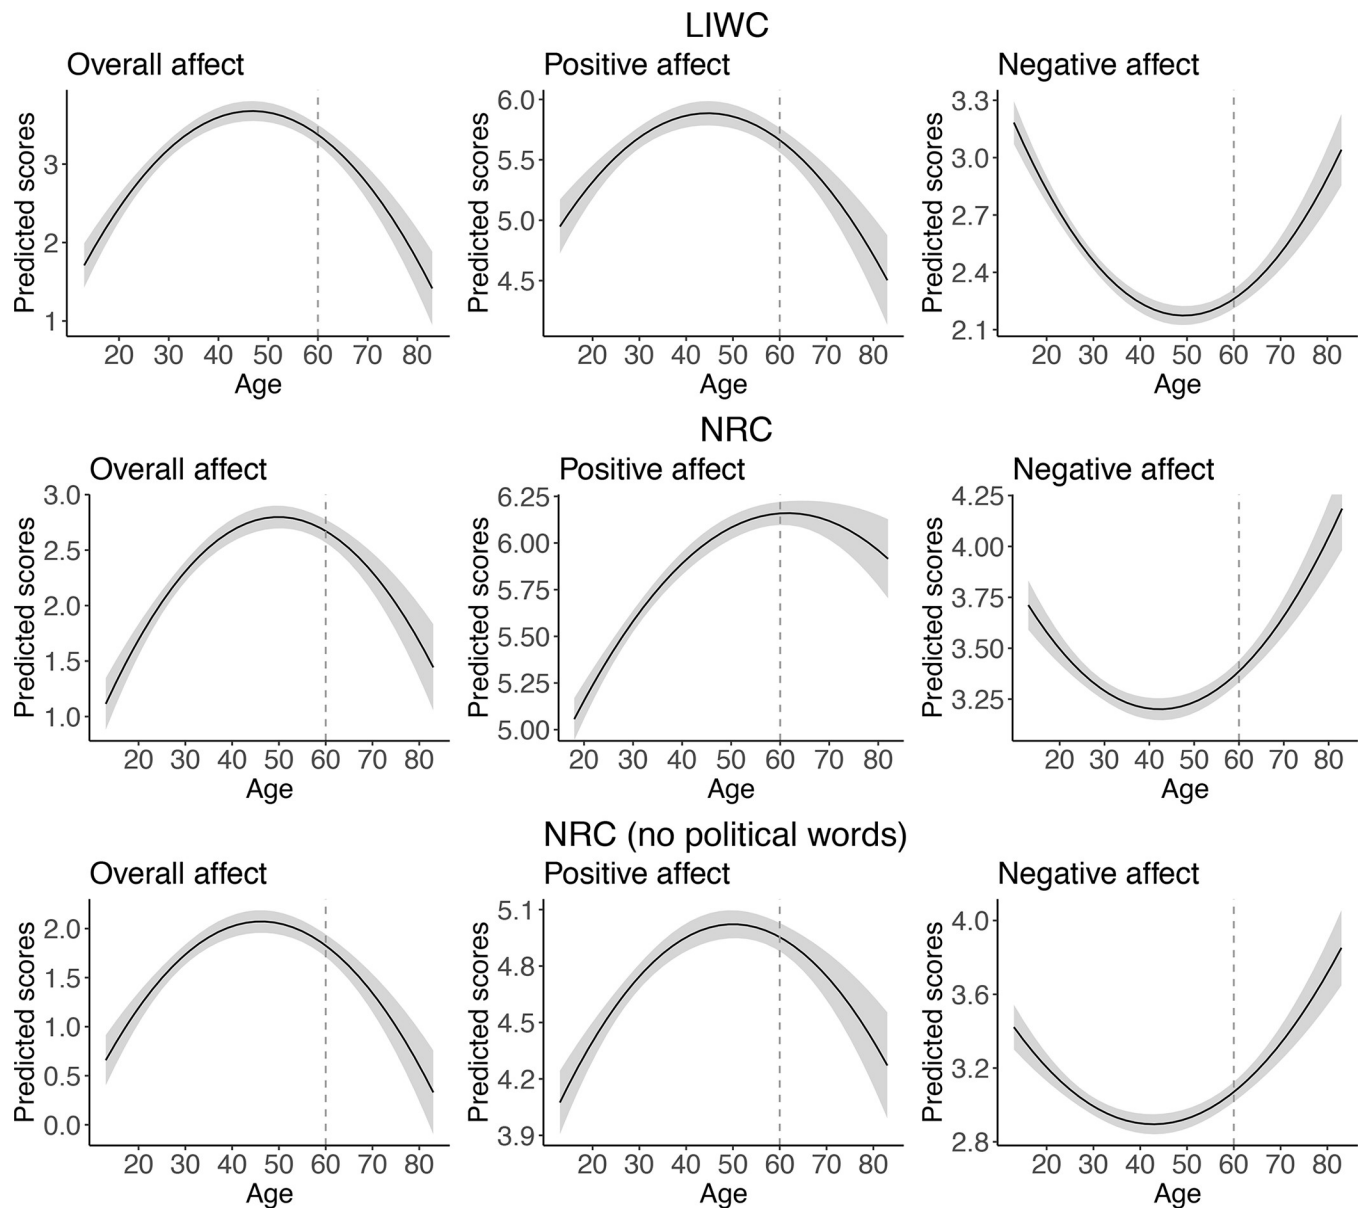 LIWC
Overall affect
Positive affect
Negative affect
Predicted scores
3
2
1
20 30 40 50 60 70 80
Age
Predicted scores
6.0
5.5
5.0
4.5
20 30 40 50 60 70 80
Age
Predicted scores
3.3
3.0
2.7
2.4
2.1
20 30 40 50 60 70 80
Age
NRC
Overall affect
Positive affect
Negative affect
Predicted scores
3.0
2.5
2.0
1.5
1.0
20 30 40 50 60 70 80
Age
Predicted scores
6.25
6.00
5.75
5.50
5.25
5.00
20 30 40 50 60 70 80
Age
Predicted scores
4.25
4.00
3.75
3.50
3.25
20 30 40 50 60 70 80
Age
NRC (no political words)
Overall affect
Positive affect
Negative affect
Predicted scores
2.0
1.5
1.0
0.5
0.0
20 30 40 50 60 70 80
Age
Predicted scores
5.1
4.8
4.5
4.2
3.9
20 30 40 50 60 70 80
Age
Predicted scores
4.0
3.6
3.2
2.8
20 30 40 50 60 70 80
Age